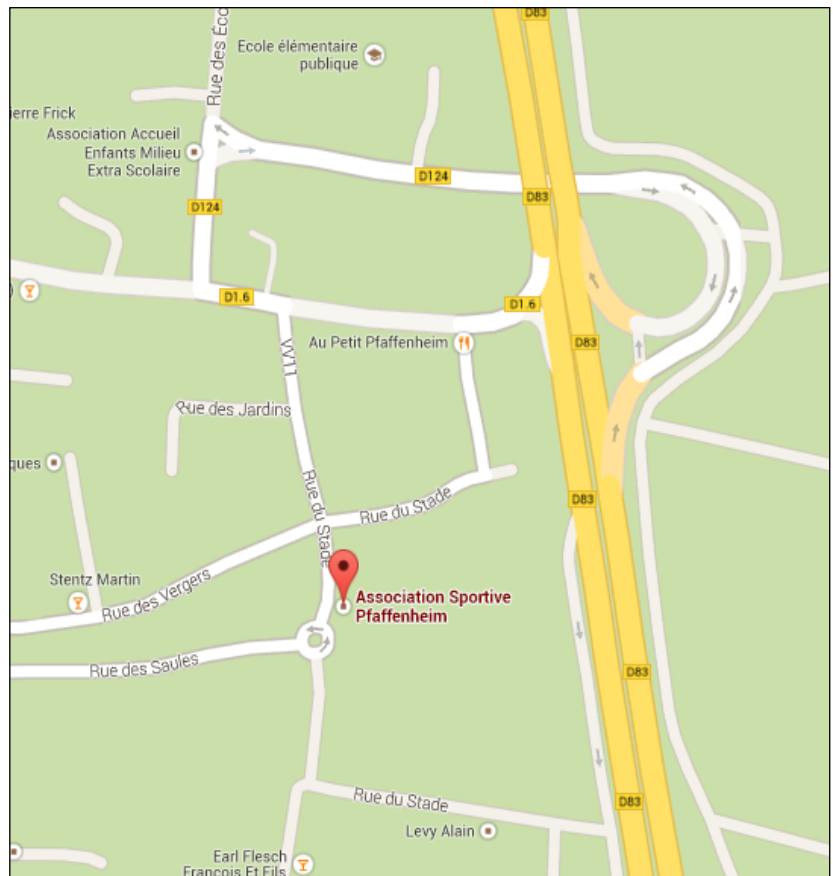 D83
Ecole élémentaire
publique
Rue des Éco
ierre Frick
Association Accueil
Enfants Milieu
Extra Scolaire
D124
D124
D83
D1.6
D1.6
Au Petit Pfaffenheim
D83
VV11
Rue des Jardins
ques
D83
Rue du Stade
Rue du Stade
Stentz Martin
Rue des Vergers
Association Sportive
Pfaffenheim
Rue des Saules
D83
Rue du Stade
D83
Levy Alain
Earl Flesch
François Et Fils